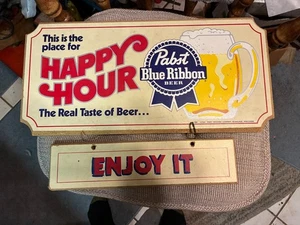 This is the
place for
HAPPY
HOUR
Pabst
Blue Ribbon
BEER
The Real Taste of Beer...
ENJOY IT